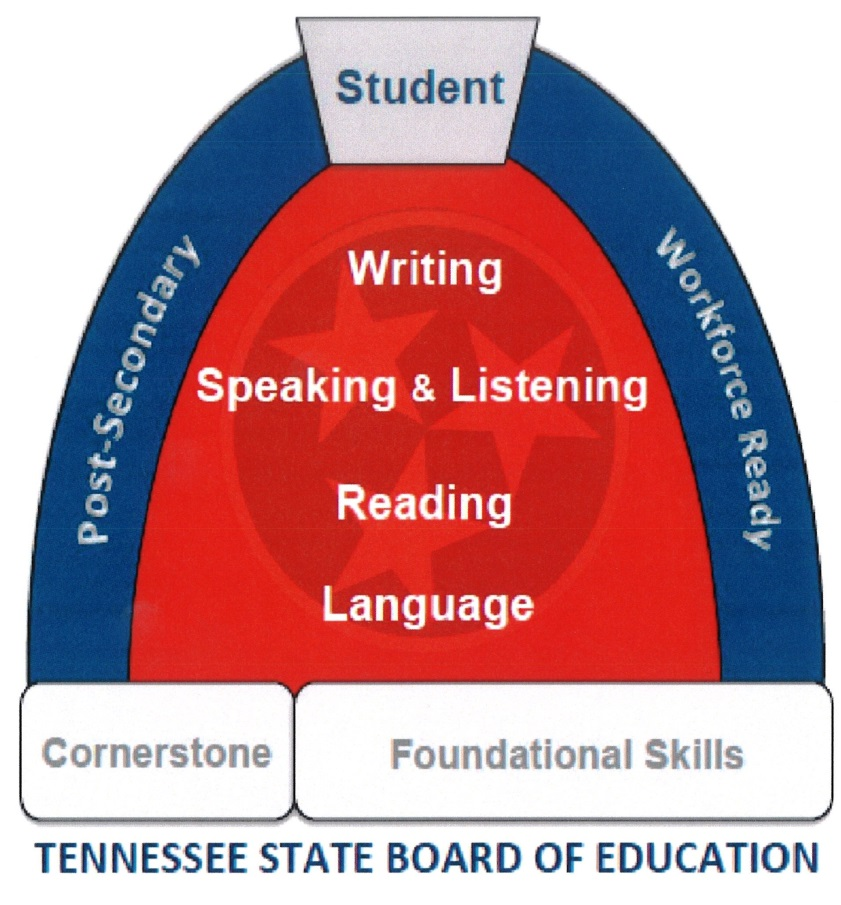 Student
Post-Secondary
Workforce Ready
Writing
Speaking & Listening
Reading
Language
Cornerstone
Foundational Skills
TENNESSEE STATE BOARD OF EDUCATION